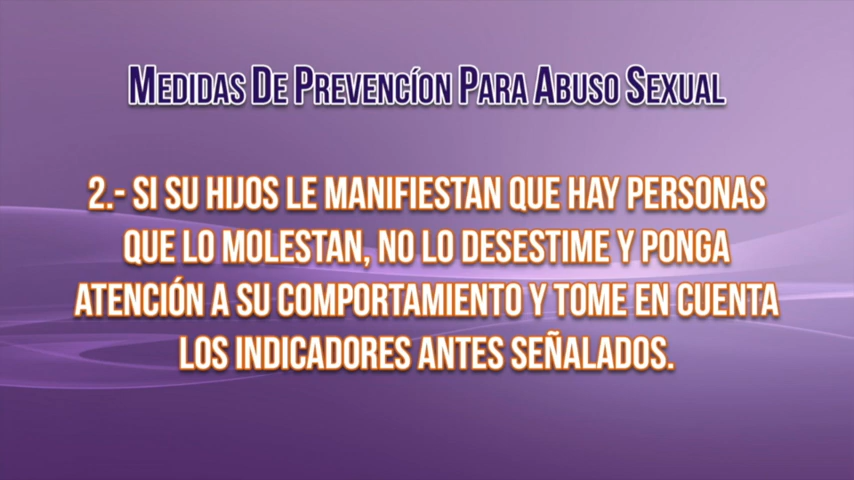 MEDIDAS DE PREVENCÍON PARA ABUSO SEXUAL
2.- SI SU HIJOS LE MANIFIESTAN QUE HAY PERSONAS
QUE LO MOLESTAN, NO LO DESESTIME Y PONGA
ATENCIÓN A SU COMPORTAMIENTO Y TOME EN CUENTA
LOS INDICADORES ANTES SEÑALADOS.